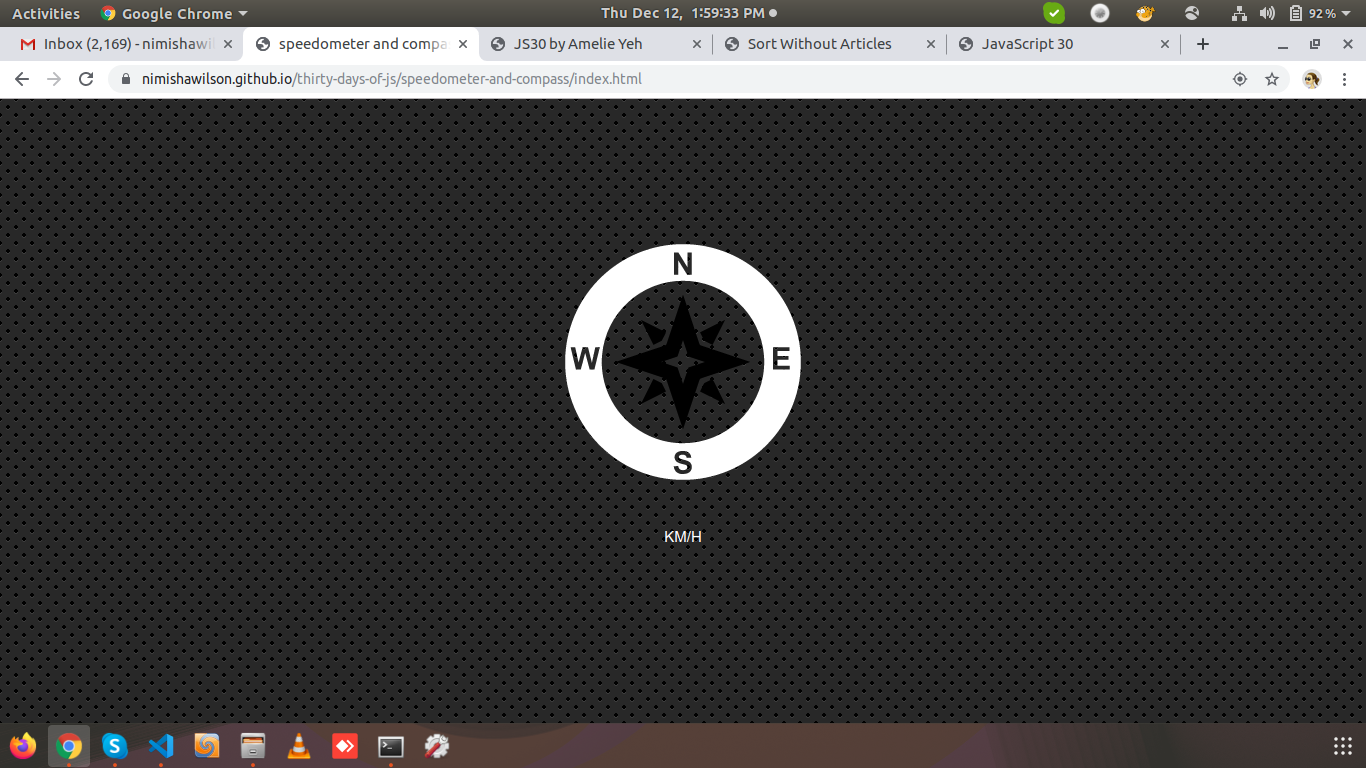 Activities Google Chrome Thu Dec 12, 1:59:33 PM 92%
Inbox (2,169) - nimishawil speedometer and compa JS30 by Amelie Yeh Sort Without Articles JavaScript 30
nimishawilson.github.io/thirty-days-of-js/speedometer-and-compass/index.html
N
W E
S
KM/H